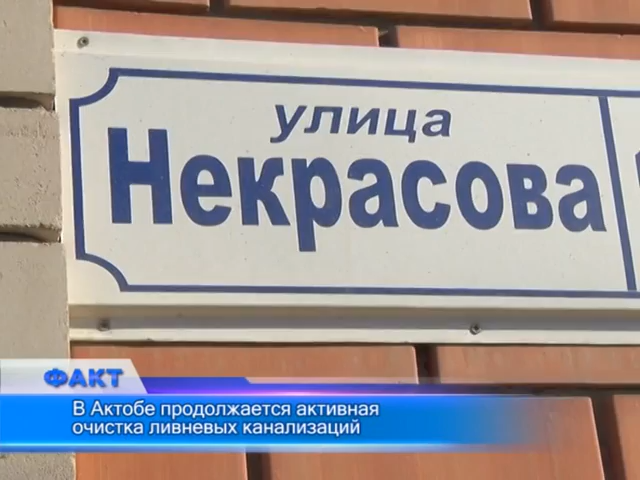 улица
Некрасова
ФАКТ
В Актобе продолжается активная
очистка ливневых канализаций